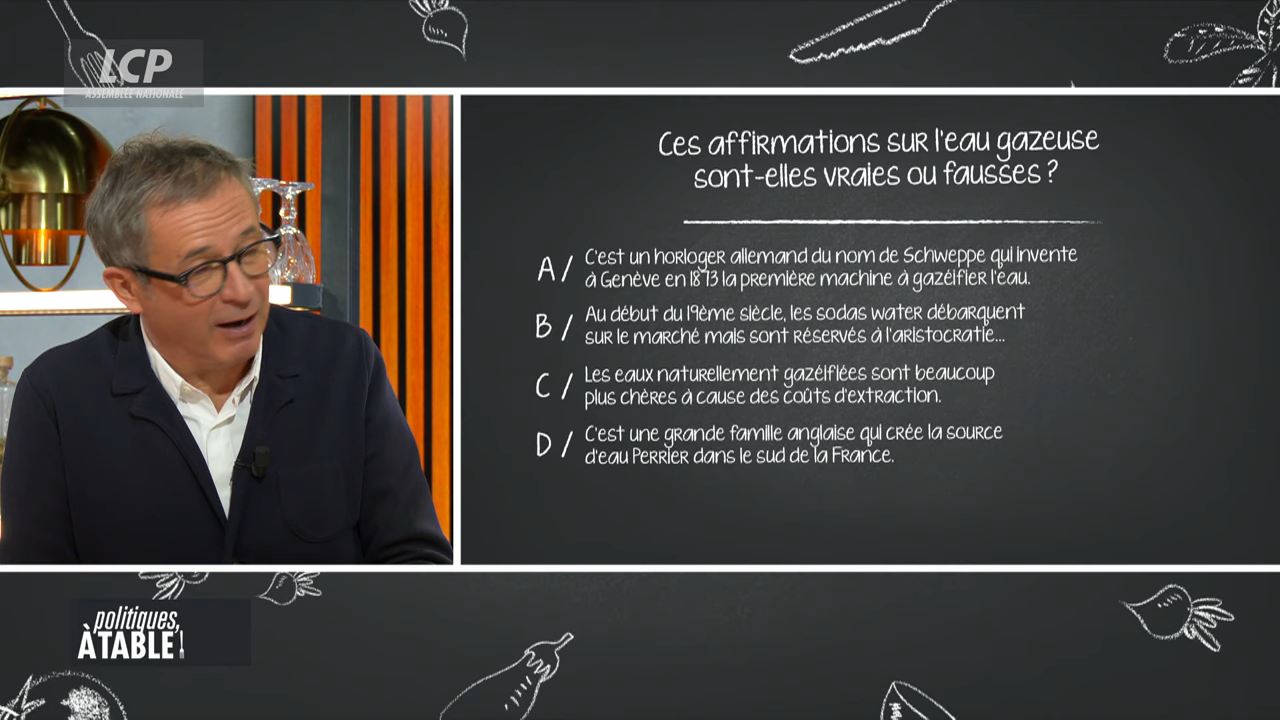 LCP
ASSEMBLÉE NATIONALE
Ces affirmations sur l'eau gazeuse
sont-elles vraies ou fausses ?
A / C'est un horloger allemand du nom de Schweppe qui invente
à Genève en 1873 la première machine à gazéifier l'eau.
B / Au début du 19ème siècle, les sodas water débarquent
sur le marché mais sont réservés à l'aristocratie...
C / Les eaux naturellement gazéifiées sont beaucoup
plus chères à cause des coûts d'extraction.
D / C'est une grande famille anglaise qui crée la source
d'eau Perrier dans le sud de la France.
politiques,
À TABLE!